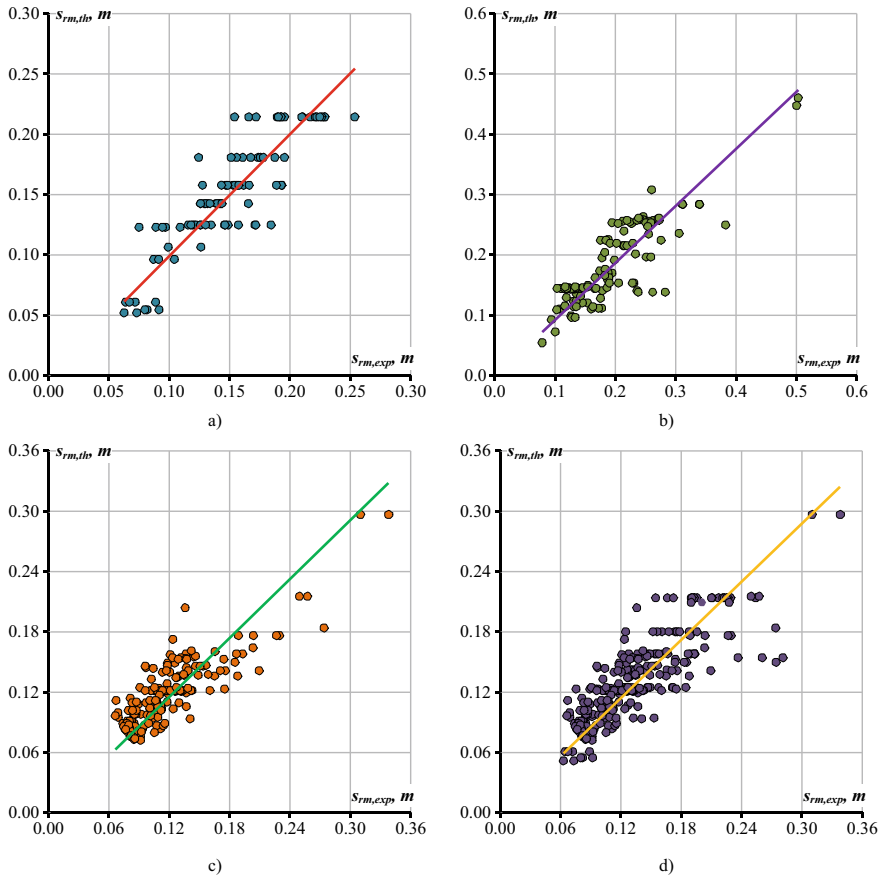 s_rm,th, m
0.30
0.25
0.20
0.15
0.10
0.05
0.00
s_rm,exp, m
0.00 0.05 0.10 0.15 0.20 0.25 0.30
a)
s_rm,th, m
0.6
0.5
0.4
0.3
0.2
0.1
0.0
s_rm,exp, m
0.0 0.1 0.2 0.3 0.4 0.5 0.6
b)
s_rm,th, m
0.36
0.30
0.24
0.18
0.12
0.06
0.00
s_rm,exp, m
0.00 0.06 0.12 0.18 0.24 0.30 0.36
c)
s_rm,th, m
0.36
0.30
0.24
0.18
0.12
0.06
0.00
s_rm,exp, m
0.00 0.06 0.12 0.18 0.24 0.30 0.36
d)